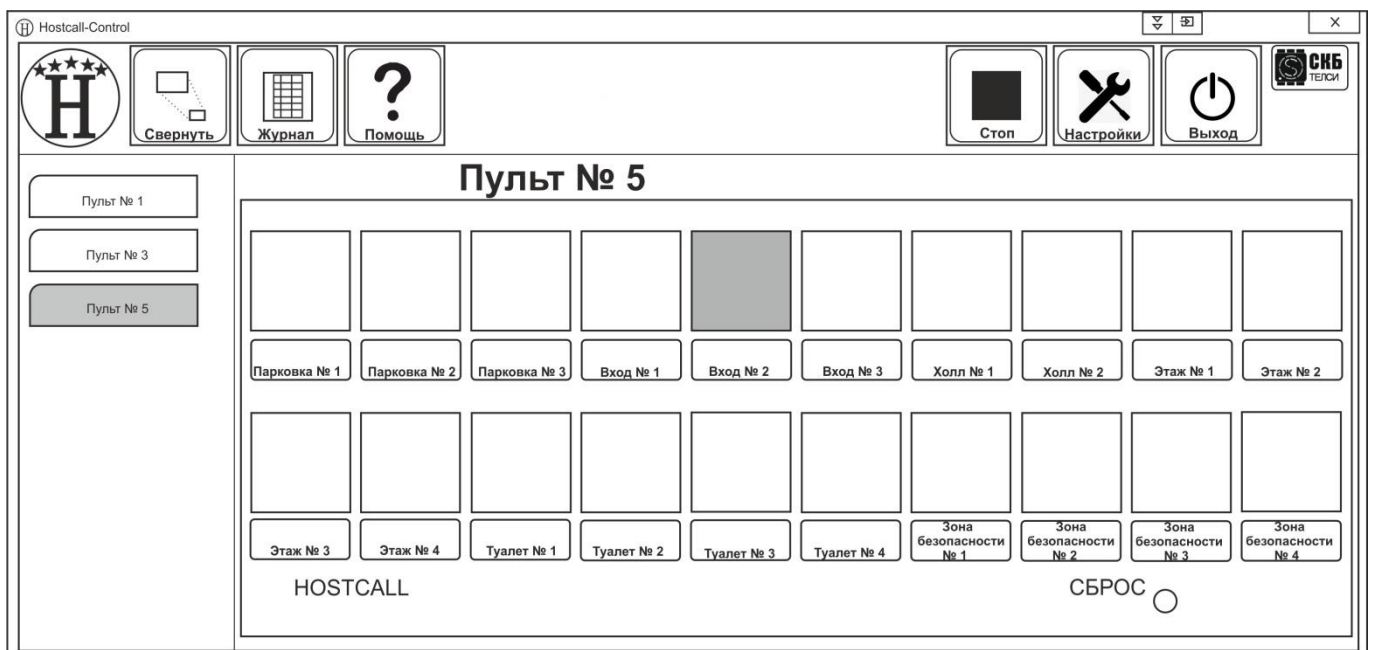 Hostcall-Control
H
Свернуть
Журнал
?
Помощь
Стоп
Настройки
Выход
S СКБ
ТЕЛСИ
Пульт № 1
Пульт № 3
Пульт № 5
Пульт № 5
Парковка № 1
Парковка № 2
Парковка № 3
Вход № 1
Вход № 2
Вход № 3
Холл № 1
Холл № 2
Этаж № 1
Этаж № 2
Этаж № 3
Этаж № 4
Туалет № 1
Туалет № 2
Туалет № 3
Туалет № 4
Зона
безопасности
№ 1
Зона
безопасности
№ 2
Зона
безопасности
№ 3
Зона
безопасности
№ 4
HOSTCALL
СБРОС